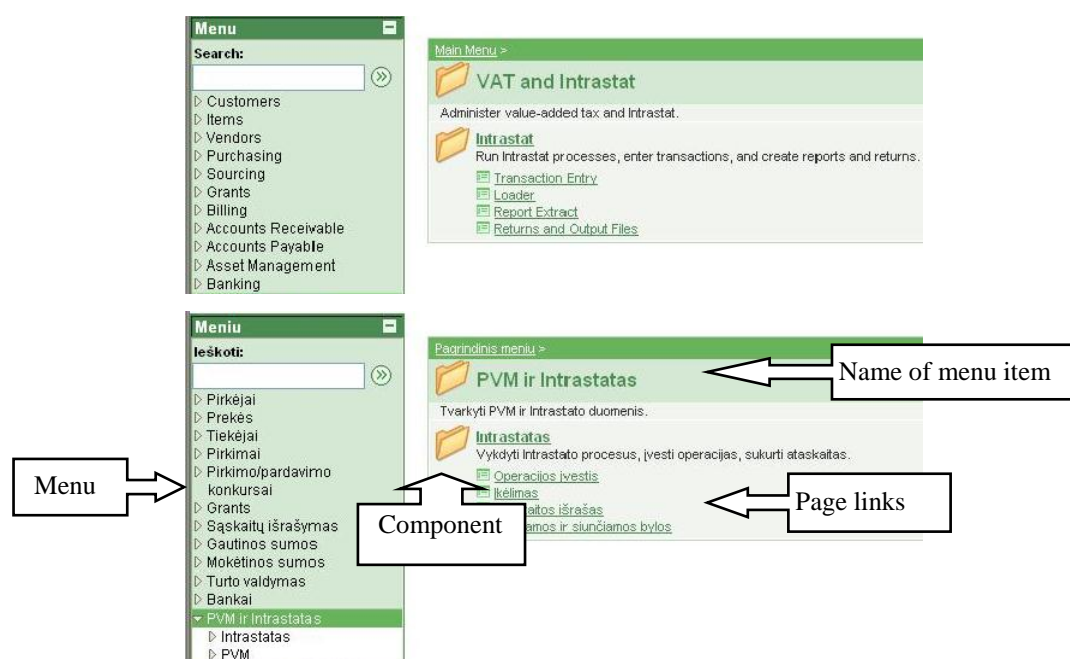 Menu
Search:
Customers
Items
Vendors
Purchasing
Sourcing
Grants
Billing
Accounts Receivable
Accounts Payable
Asset Management
Banking
Main Menu >
VAT and Intrastat
Administer value-added tax and Intrastat.
Intrastat
Run Intrastat processes, enter transactions, and create reports and returns.
Transaction Entry
Loader
Report Extract
Returns and Output Files
Meniu
Ieškoti:
Pirkėjai
Prekės
Tiekėjai
Pirkimai
Pirkimo/pardavimo
konkursai
Grants
Sąskaitų išrašymas
Gautinos sumos
Mokėtinos sumos
Turto valdymas
Bankai
PVM ir Intrastatas
Intrastatas
PVM
Pagrindinis meniu >
PVM ir Intrastatas
Tvarkyti PVM ir Intrastato duomenis.
Intrastatas
Vykdyti Intrastato procesus, įvesti operacijas, sukurti ataskaitas.
Operacijos įvestis
Įkėlimas
išrašas
ir siunčiamos bylos
Menu
Component
Name of menu item
Page links